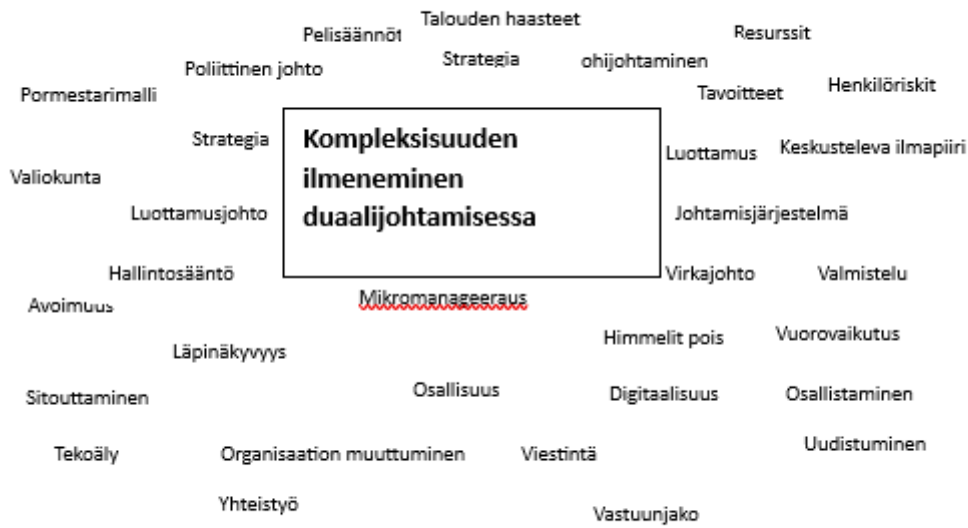 Talouden haasteet
Pelisäännöt
Resurssit
Strategia
ohijohtaminen
Poliittinen johto
Henkilöriskit
Pormestarimalli
Tavoitteet
Strategia
Kompleksisuuden
ilmeneminen
duaalijohtamisessa
Luottamus
Keskusteleva ilmapiiri
Valiokunta
Luottamusjohto
Johtamisjärjestelmä
Hallintosääntö
Virkajohto
Valmistelu
Avoimuus
Mikromanageeraus
Himmelit pois
Vuorovaikutus
Läpinäkyvyys
Sitouttaminen
Osallisuus
Digitaalisuus
Osallistaminen
Tekoäly
Organisaation muuttuminen
Viestintä
Uudistuminen
Yhteistyö
Vastuunjako